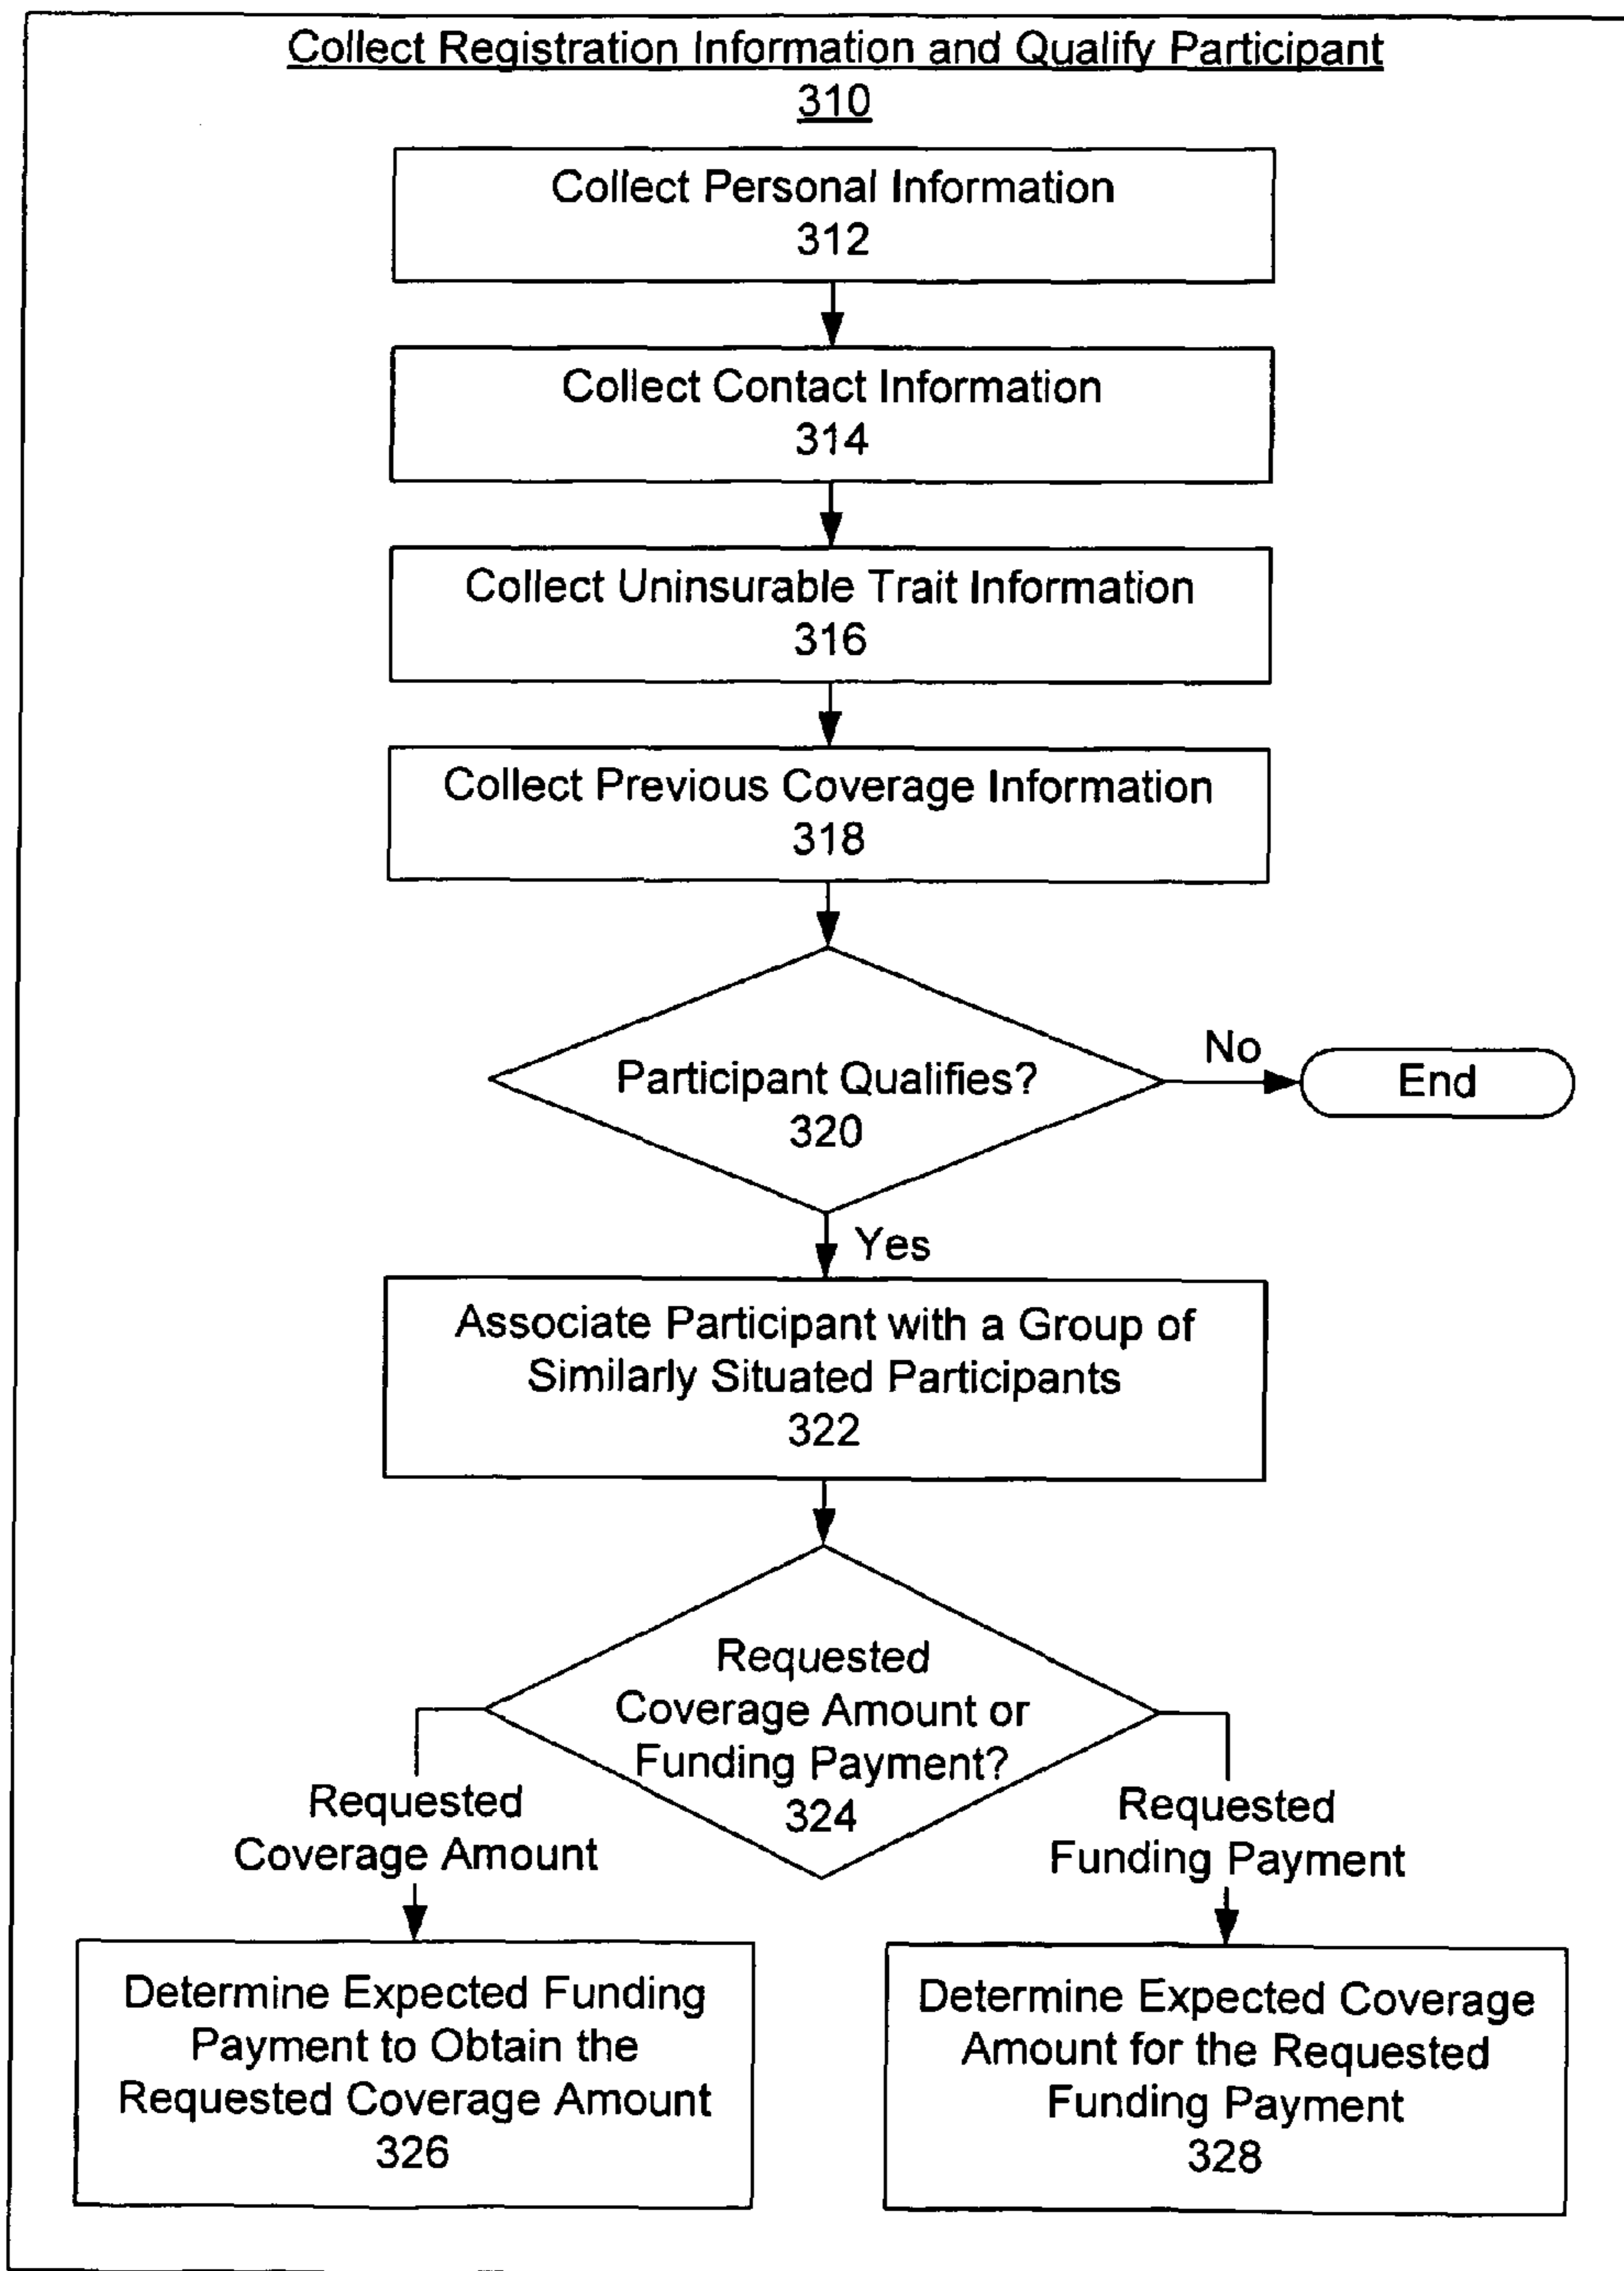 Collect Registration Information and Qualify Participant
310
Collect Personal Information
312
Collect Contact Information
314
Collect Uninsurable Trait Information
316
Collect Previous Coverage Information
318
Participant Qualifies?
320
No
End
Yes
Associate Participant with a Group of
Similarly Situated Participants
322
Requested
Coverage Amount or
Funding Payment?
324
Requested
Coverage Amount
Requested
Funding Payment
Determine Expected Funding
Payment to Obtain the
Requested Coverage Amount
326
Determine Expected Coverage
Amount for the Requested
Funding Payment
328